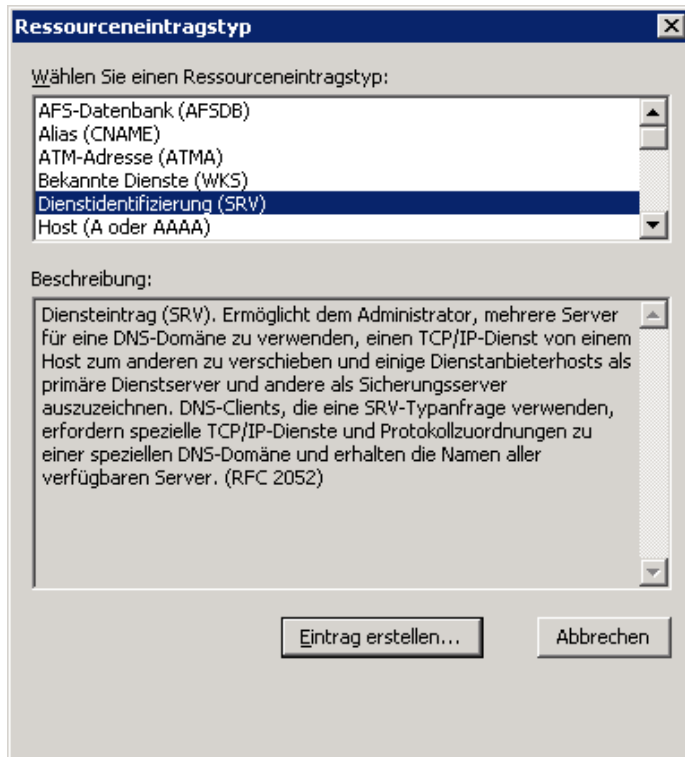 Ressourceneintragstyp
Wählen Sie einen Ressourceneintragstyp:
AFS-Datenbank (AFSDB)
Alias (CNAME)
ATM-Adresse (ATMA)
Bekannte Dienste (WKS)
Dienstidentifizierung (SRV)
Host (A oder AAAA)
Beschreibung:
Diensteintrag (SRV). Ermöglicht dem Administrator, mehrere Server
für eine DNS-Domäne zu verwenden, einen TCP/IP-Dienst von einem
Host zum anderen zu verschieben und einige Dienstanbieterhosts als
primäre Dienstserver und andere als Sicherungsserver
auszuzeichnen. DNS-Clients, die eine SRV-Typanfrage verwenden,
erfordern spezielle TCP/IP-Dienste und Protokollzuordnungen zu
einer speziellen DNS-Domäne und erhalten die Namen aller
verfügbaren Server. (RFC 2052)
Eintrag erstellen...
Abbrechen